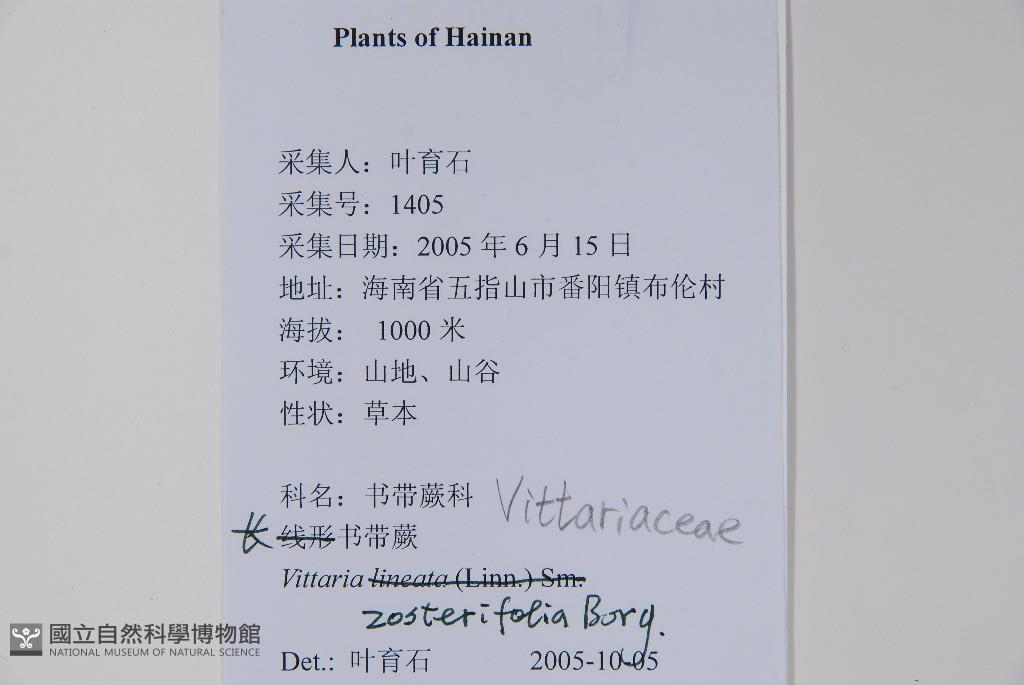 Plants of Hainan
采集人：叶育石
采集号：1405
采集日期：2005 年 6 月 15 日
地址：海南省五指山市番阳镇布伦村
海拔： 1000 米
环境：山地、山谷
性状：草本
科名：书带蕨科 Vittariaceae
长 线形书带蕨
Vittaria lineata (Linn.) Sm.
zosterifolia Bory.
Det.: 叶育石 2005-10-05
國立自然科學博物館
NATIONAL MUSEUM OF NATURAL SCIENCE